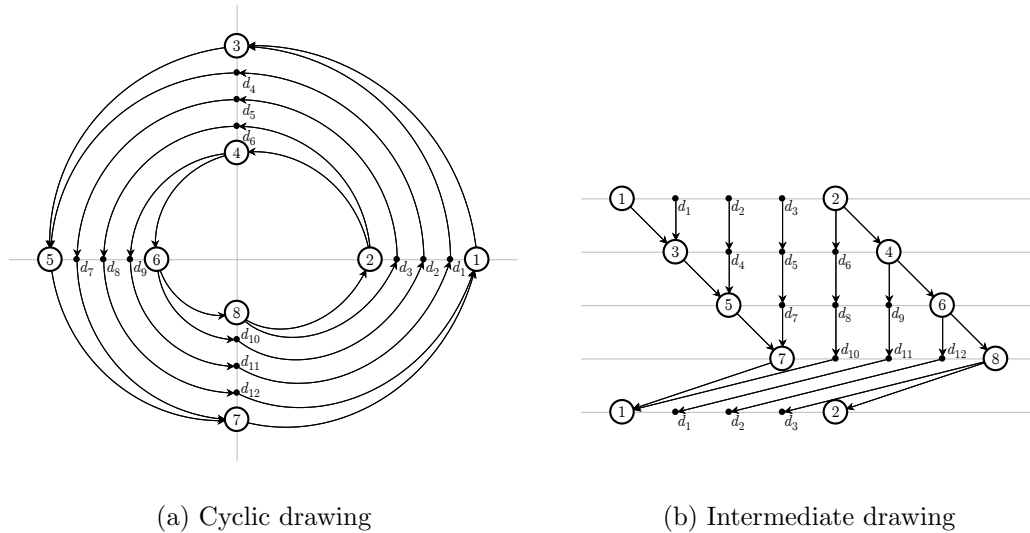 3
d4
d5
d6
4
5
d7
d8
d9
6
2
d3
d2
d1
1
8
d10
d11
d12
7
(a) Cyclic drawing
1
d1
d2
d3
2
3
d4
d5
d6
4
5
d7
d8
d9
6
7
d10
d11
d12
8
1
d1
d2
d3
2
(b) Intermediate drawing